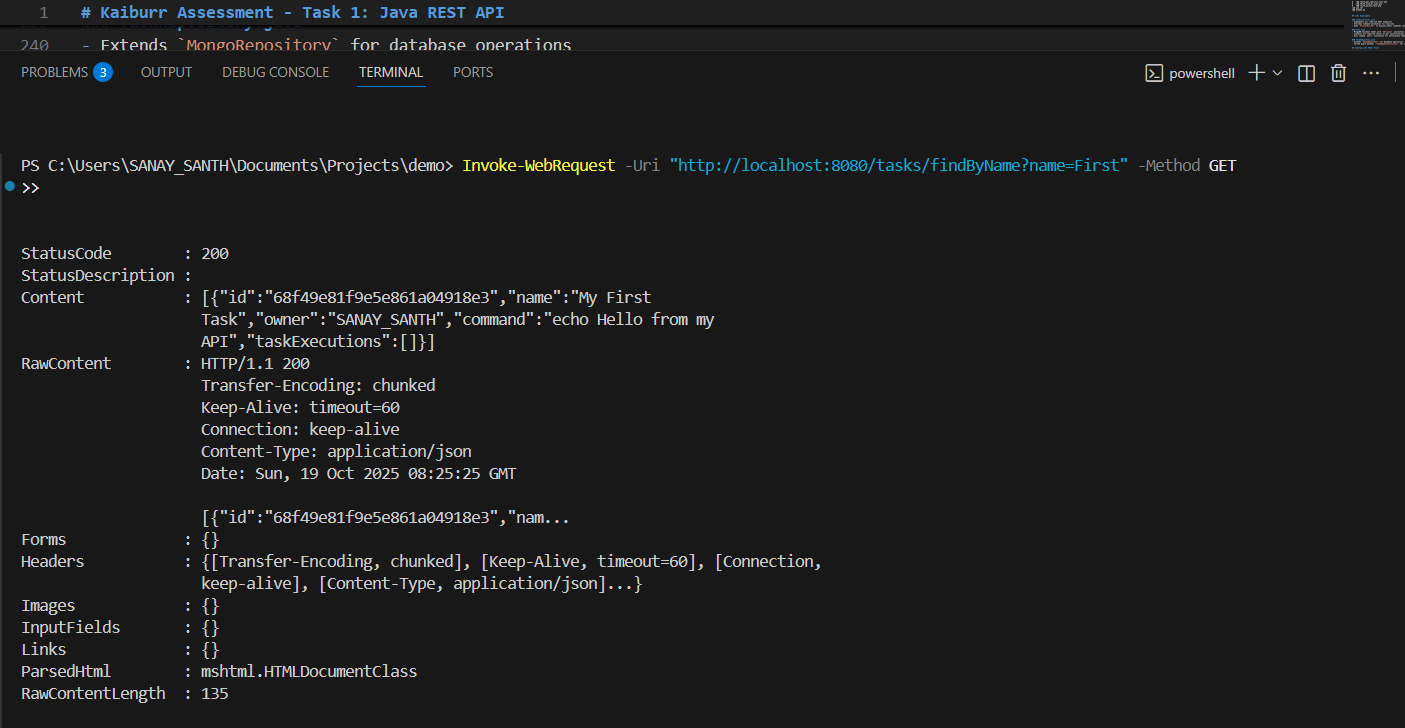 1 # Kaiburr Assessment - Task 1: Java REST API
240 - Extends `MongoRepository` for database operations
PROBLEMS 3 OUTPUT DEBUG CONSOLE TERMINAL PORTS powershell
PS C:\Users\SANAY_SANTH\Documents\Projects\demo> Invoke-WebRequest -Uri "http://localhost:8080/tasks/findByName?name=First" -Method GET
>>
StatusCode : 200
StatusDescription :
Content : [{"id":"68f49e81f9e5e861a04918e3","name":"My First
Task","owner":"SANAY_SANTH","command":"echo Hello from my
API","taskExecutions":[]}]
RawContent : HTTP/1.1 200
Transfer-Encoding: chunked
Keep-Alive: timeout=60
Connection: keep-alive
Content-Type: application/json
Date: Sun, 19 Oct 2025 08:25:25 GMT
[{"id":"68f49e81f9e5e861a04918e3","nam...
Forms : {}
Headers : {[Transfer-Encoding, chunked], [Keep-Alive, timeout=60], [Connection,
keep-alive], [Content-Type, application/json]...}
Images : {}
InputFields : {}
Links : {}
ParsedHtml : mshtml.HTMLDocumentClass
RawContentLength : 135